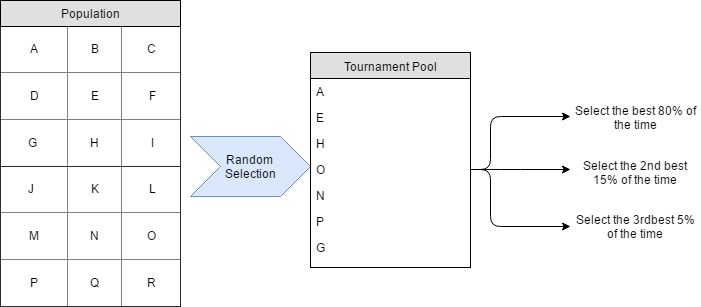 Population
A B C
D E F
G H I
J K L
M N O
P Q R
Random
Selection
Tournament Pool
A
E
H
O
N
P
G
Select the best 80% of
the time
Select the 2nd best
15% of the time
Select the 3rdbest 5%
of the time